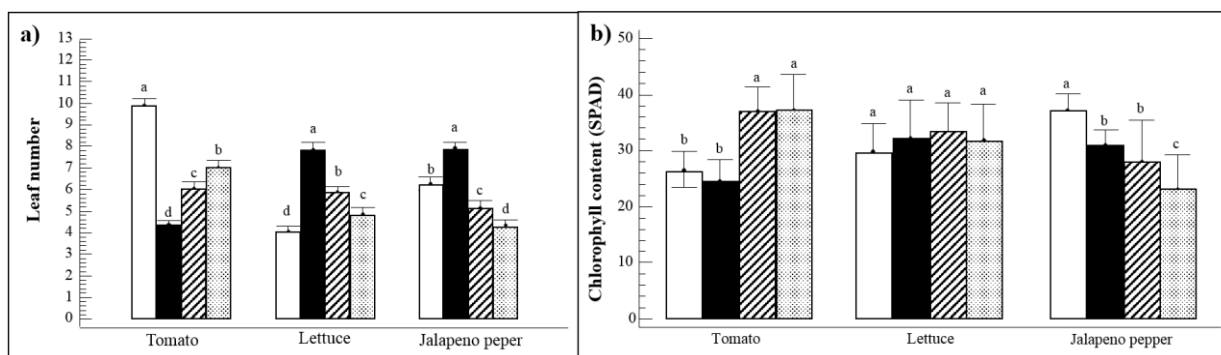 a)
Leaf number
13
12
11
10
9
8
7
6
5
4
3
2
1
0
a
d
c
b
d
a
b
c
b
a
c
d
Tomato
Lettuce
Jalapeno peper
b)
Chlorophyll content (SPAD)
50
40
30
20
10
0
b
b
a
a
a
a
a
a
a
b
b
c
Tomato
Lettuce
Jalapeno pepper